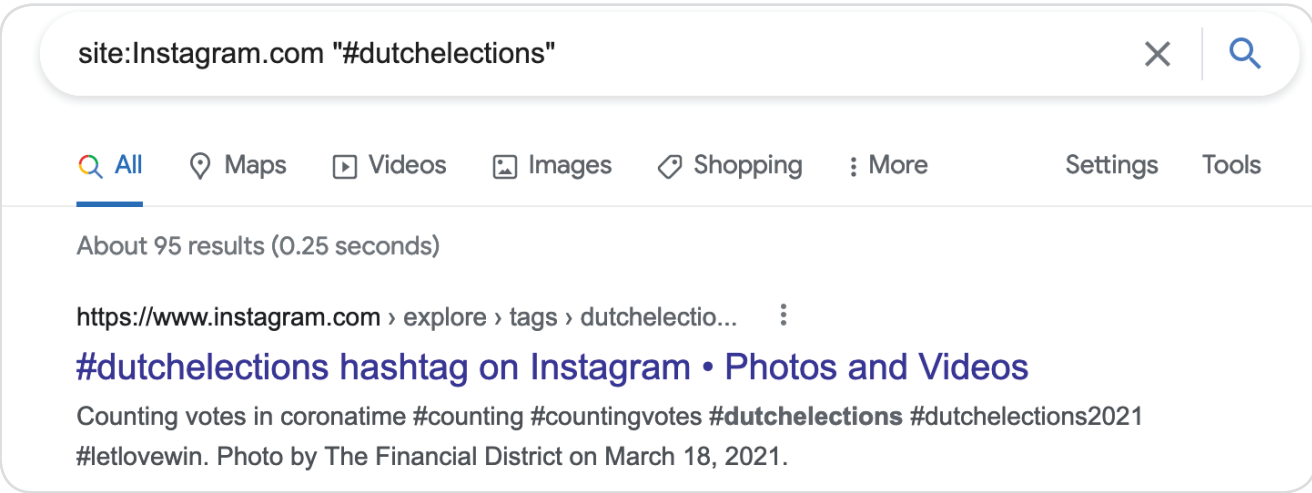 site:Instagram.com "#dutchelections"
All Maps Videos Images Shopping More Settings Tools
About 95 results (0.25 seconds)
https://www.instagram.com › explore › tags › dutchelectio...
#dutchelections hashtag on Instagram • Photos and Videos
Counting votes in coronatime #counting #countingvotes #dutchelections #dutchelections2021
#letlovewin. Photo by The Financial District on March 18, 2021.